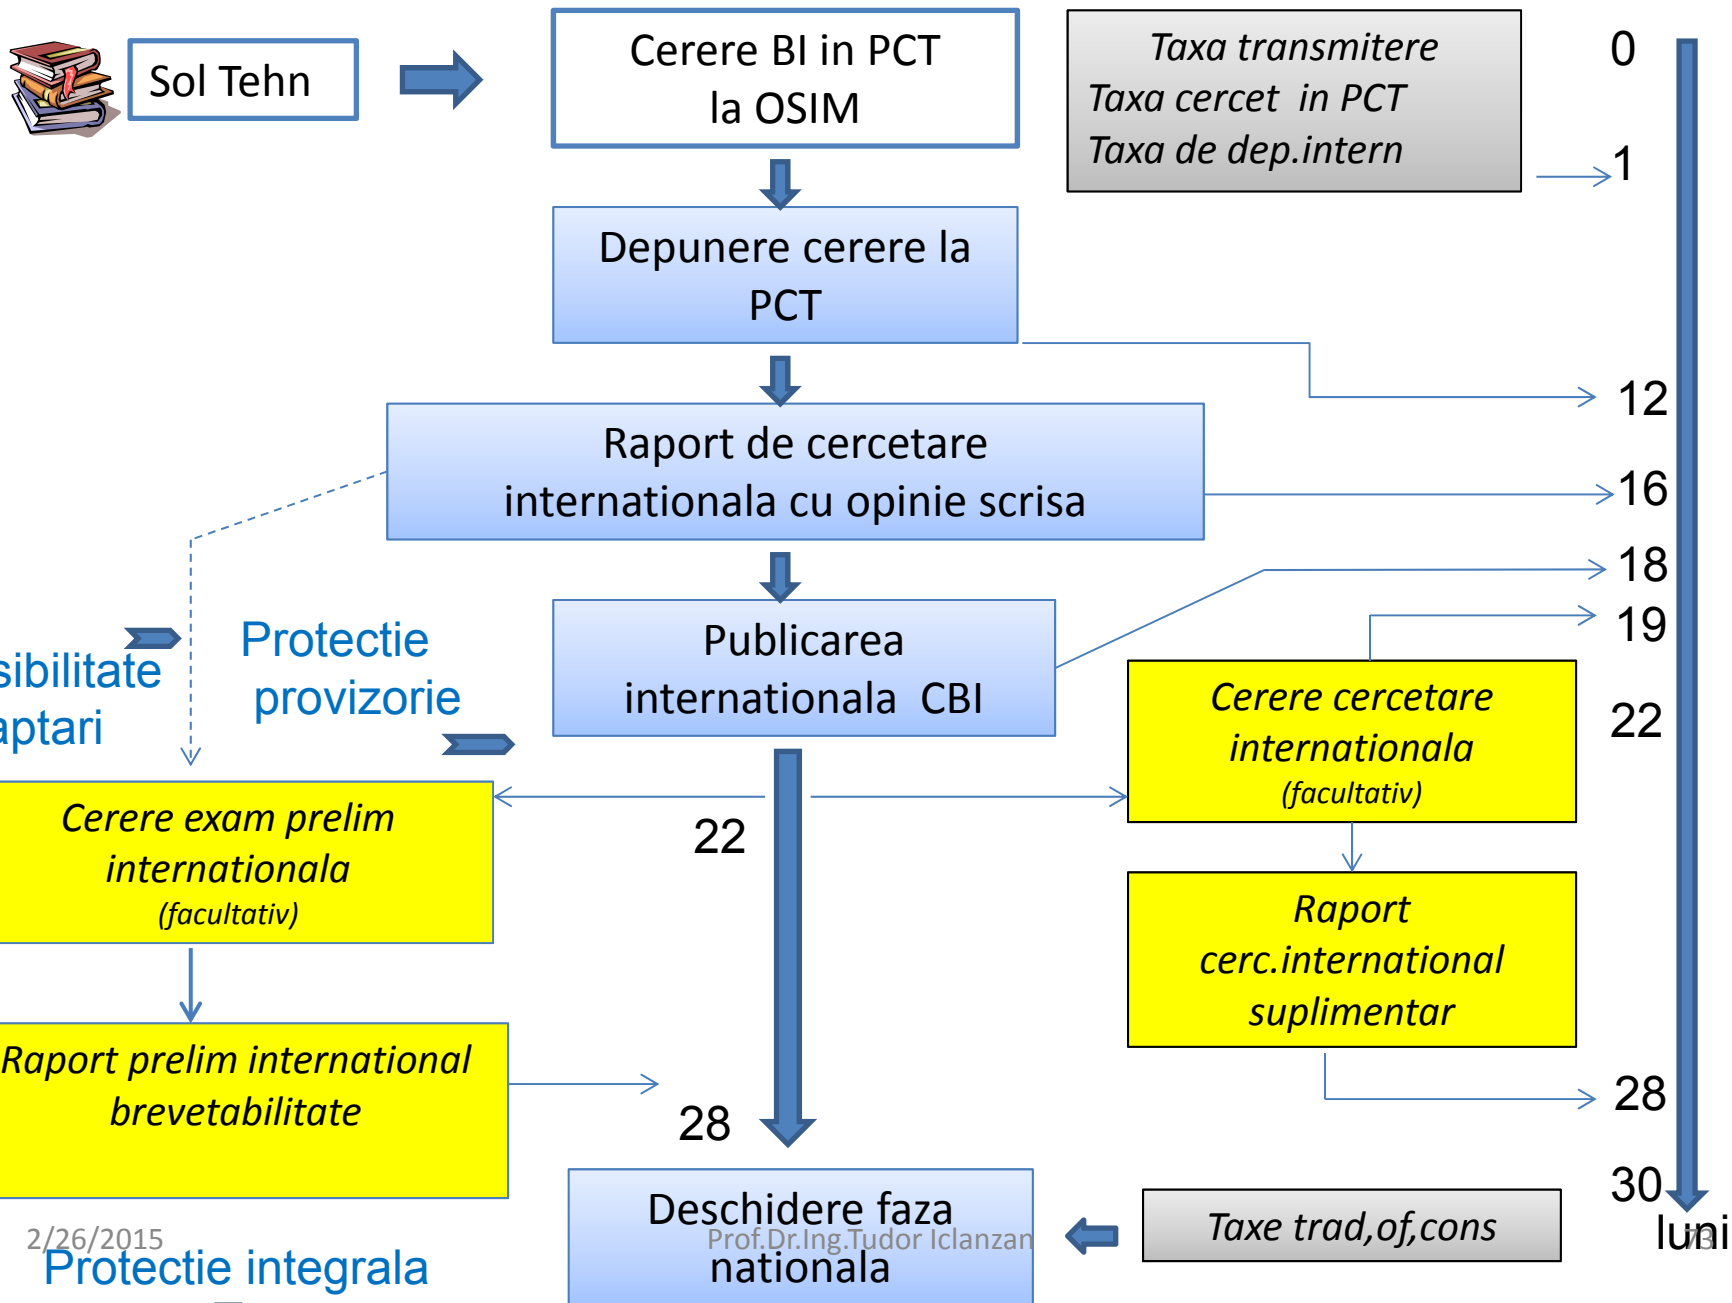 Sol Tehn
Cerere BI in PCT
la OSIM
Taxa transmitere
Taxa cercet in PCT
Taxa de dep.intern
0
1
Depunere cerere la
PCT
12
Raport de cercetare
internationala cu opinie scrisa
16
18
19
22
Publicarea
internationala CBI
Protectie
provizorie
sibilitate
aptari
Cerere cercetare
internationala
(facultativ)
Cerere exam prelim
internationala
(facultativ)
22
Raport
cerc.international
suplimentar
Raport prelim international
brevetabilitate
28
28
30
luni
Deschidere faza
nationala
Taxe trad,of,cons
2/26/2015
Prof.Dr.Ing.Tudor Iclanzan
73
Protectie integrala